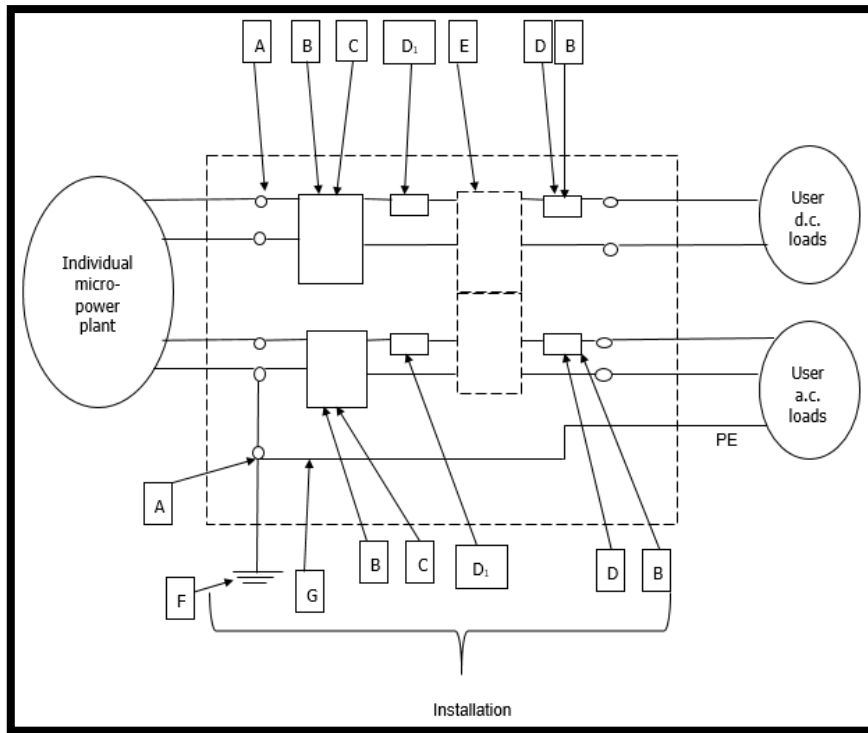 A
B
C
D₁
E
D
B
Individual
micro-
power
plant
User
d.c.
loads
User
a.c.
loads
PE
A
B
C
D₁
D
B
F
G
Installation